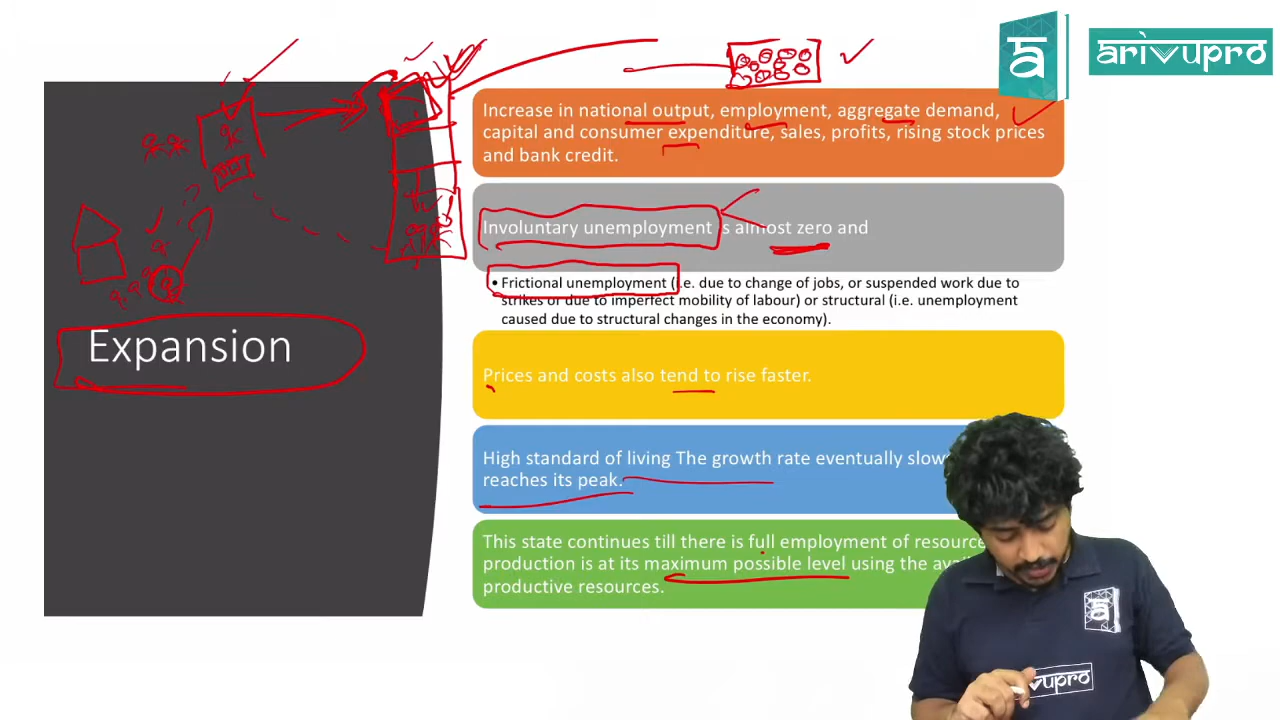 arivupro
Increase in national output, employment, aggregate demand,
capital and consumer expenditure, sales, profits, rising stock prices
and bank credit.
Involuntary unemployment is almost zero and
• Frictional unemployment (i.e. due to change of jobs, or suspended work due to
strikes or due to imperfect mobility of labour) or structural (i.e. unemployment
caused due to structural changes in the economy).
Expansion
Prices and costs also tend to rise faster.
High standard of living The growth rate eventually slow
reaches its peak.
This state continues till there is full employment of resource
production is at its maximum possible level using the ava
productive resources.
vupro